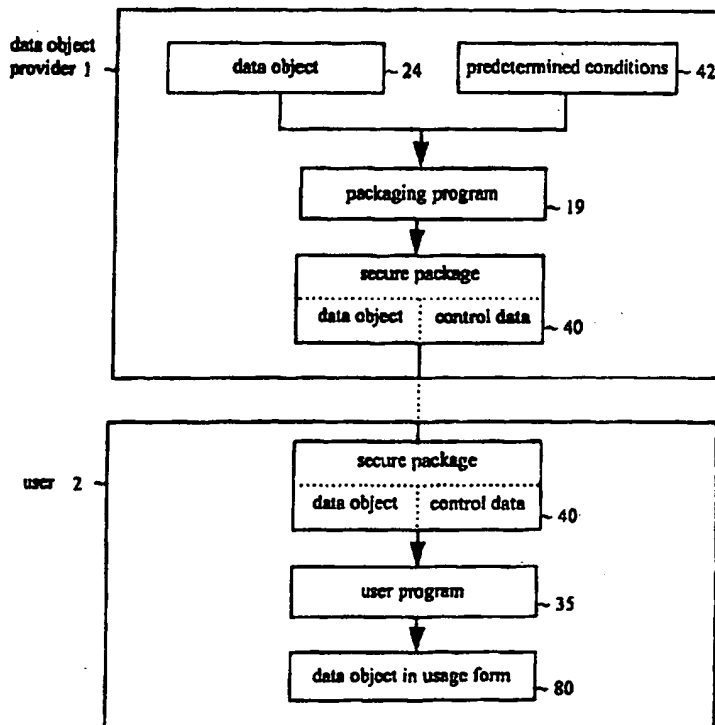 data object
provider 1
data object
24
predetermined conditions
42
packaging program
19
secure package
data object
control data
40
user 2
secure package
data object
control data
40
user program
35
data object in usage form
80